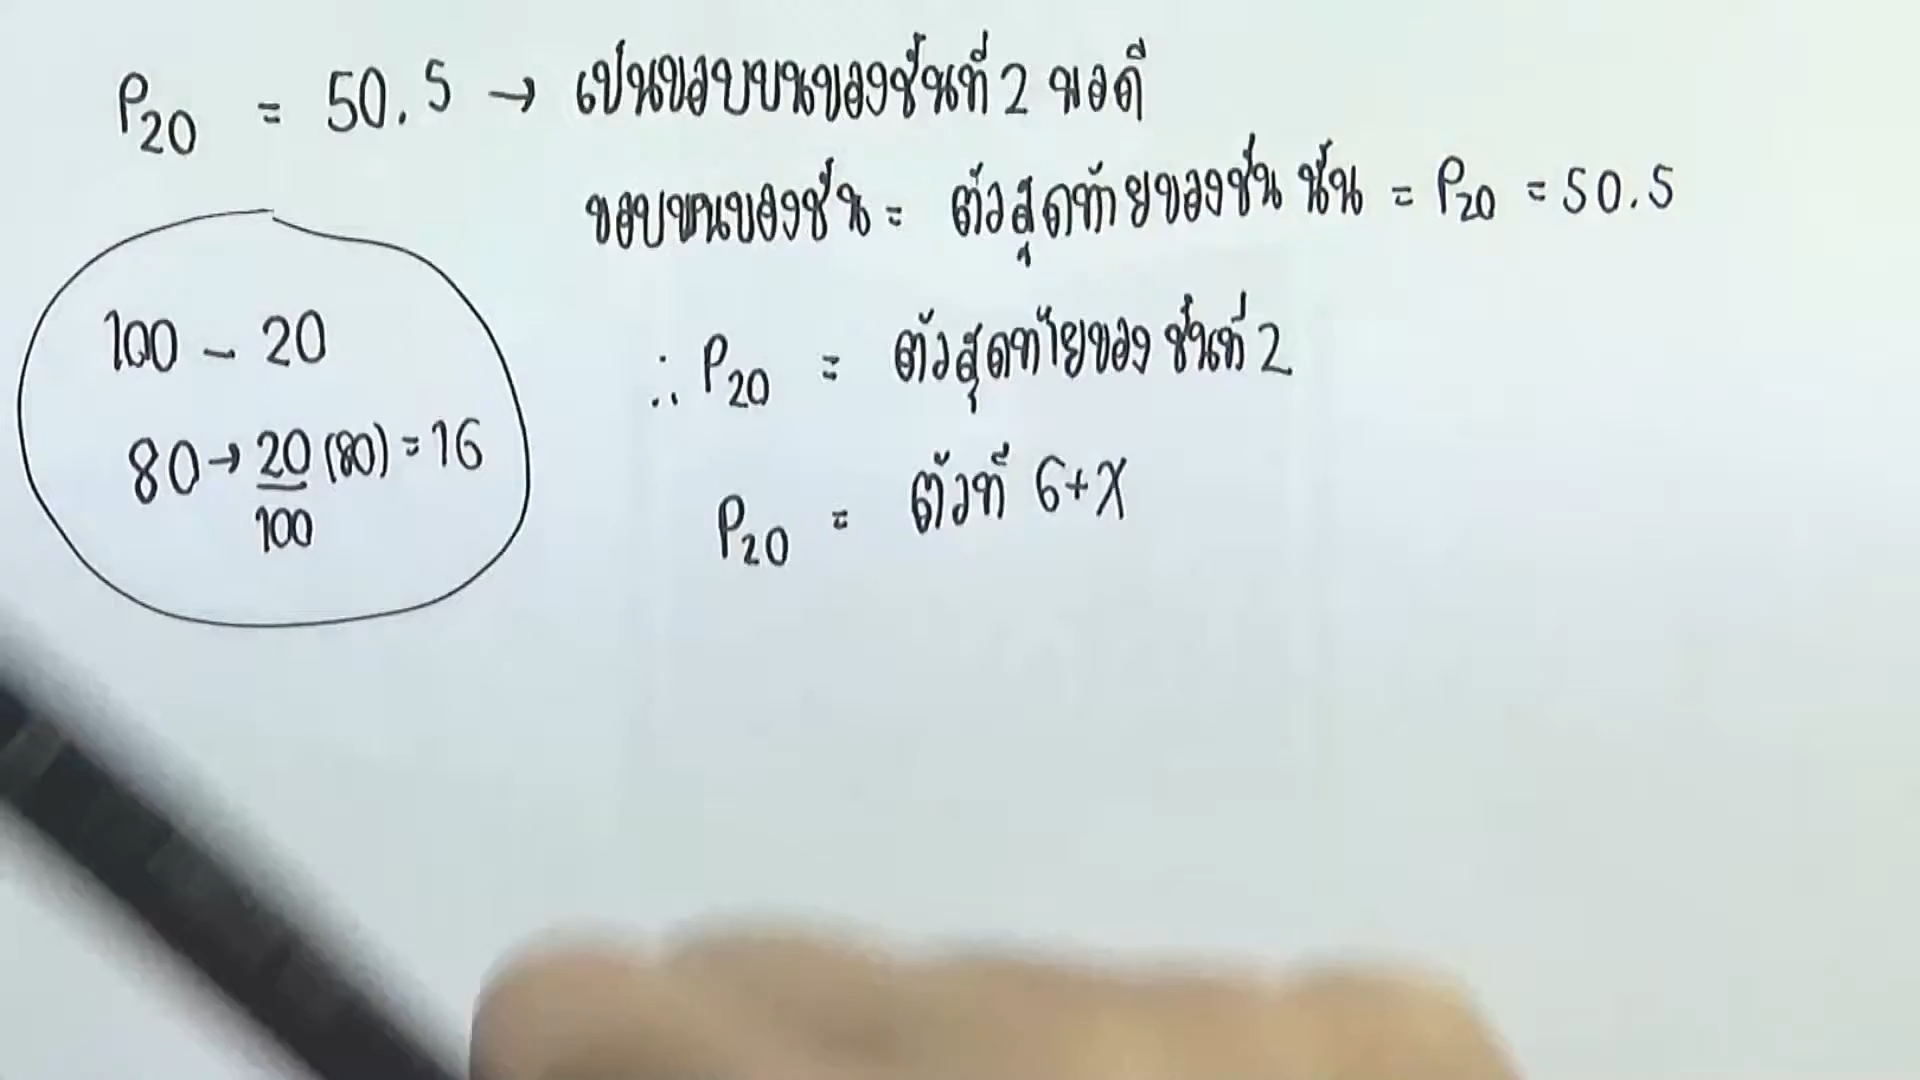 P20 = 50.5 → เป็นขอบบนของชั้นที่ 2 พอดี
ขอบบนของชั้น = ตัวสุดท้ายของชั้น นั้น = P20 = 50.5
100 - 20
80 → 20/100 (80) = 16
∴ P20 = ตัวสุดท้ายของ ชั้นที่ 2
P20 = ตัวที่ 6+x